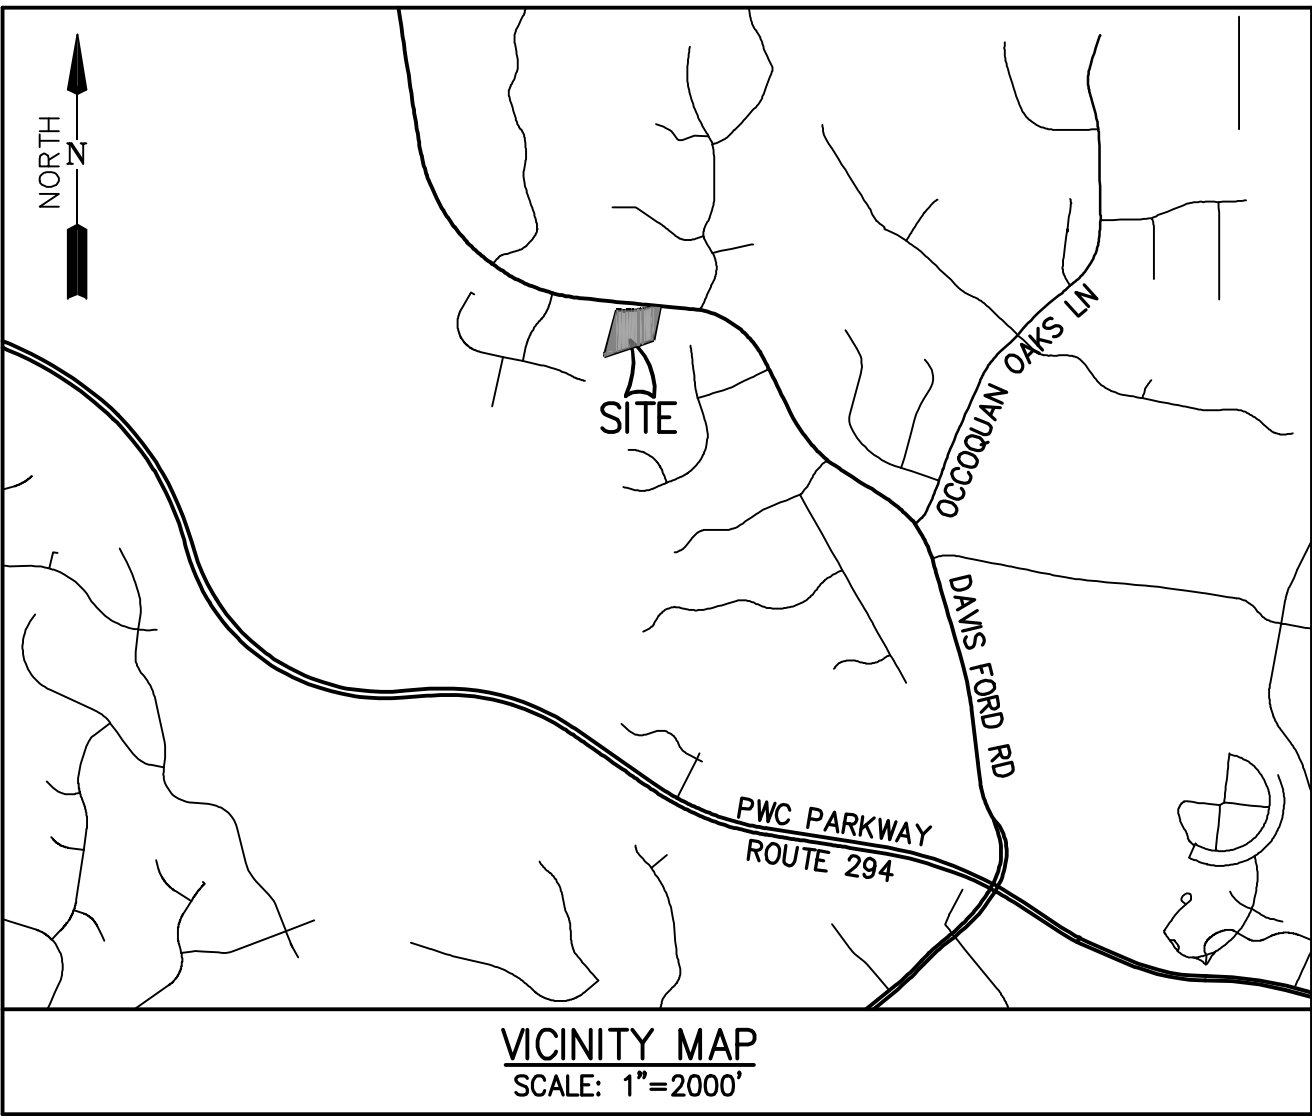 NORTH
N
SITE
OCCOQUAN OAKS LN
DAVIS FORD RD
PWC PARKWAY
ROUTE 294
VICINITY MAP
SCALE: 1"=2000'